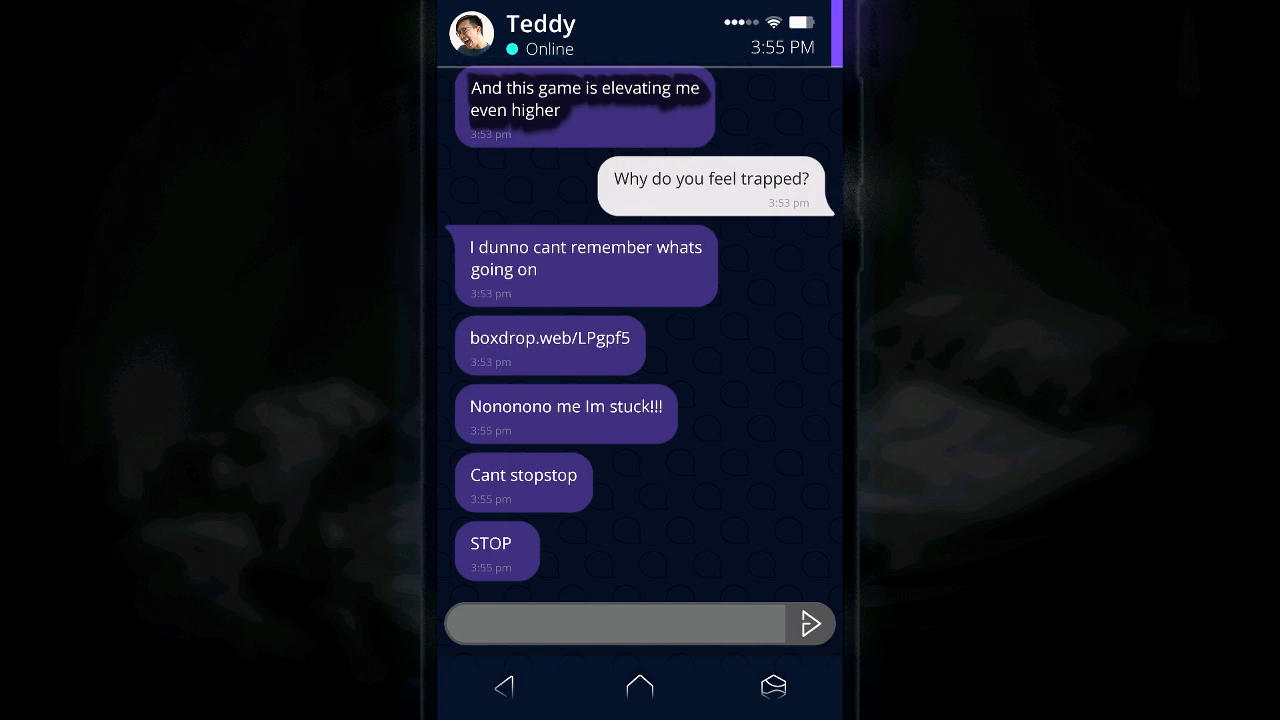 Teddy
Online
3:55 PM
And this game is elevating me
even higher
3:53 pm
Why do you feel trapped?
3:53 pm
I dunno cant remember whats
going on
3:53 pm
boxdrop.web/LPgpf5
3:53 pm
Nononono me Im stuck!!!
3:55 pm
Cant stopstop
3:55 pm
STOP
3:55 pm